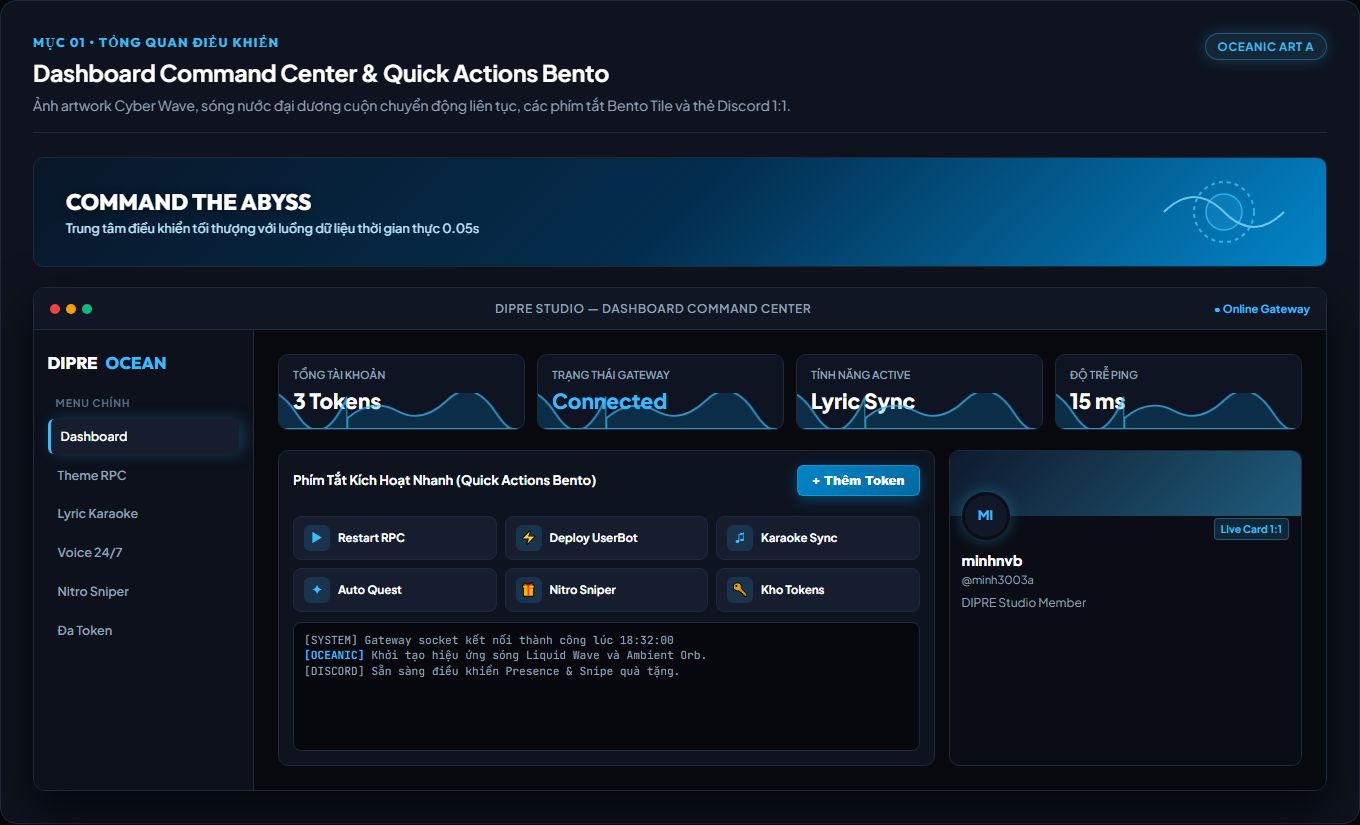 MỤC 01 • TỔNG QUAN ĐIỀU KHIỂN
OCEANIC ART A
Dashboard Command Center & Quick Actions Bento
Ảnh artwork Cyber Wave, sóng nước đại dương cuộn chuyển động liên tục, các phím tắt Bento Tile và thẻ Discord 1:1.
COMMAND THE ABYSS
Trung tâm điều khiển tối thượng với luồng dữ liệu thời gian thực 0.05s
DIPRE STUDIO — DASHBOARD COMMAND CENTER
● Online Gateway
DIPRE OCEAN
MENU CHÍNH
Dashboard
Theme RPC
Lyric Karaoke
Voice 24/7
Nitro Sniper
Đa Token
TỔNG TÀI KHOẢN
3 Tokens
TRẠNG THÁI GATEWAY
Connected
TÍNH NĂNG ACTIVE
Lyric Sync
ĐỘ TRỄ PING
15 ms
Phím Tắt Kích Hoạt Nhanh (Quick Actions Bento)
+ Thêm Token
Restart RPC
Deploy UserBot
Karaoke Sync
Auto Quest
Nitro Sniper
Kho Tokens
[SYSTEM] Gateway socket kết nối thành công lúc 18:32:00
[OCEANIC] Khởi tạo hiệu ứng sóng Liquid Wave và Ambient Orb.
[DISCORD] Sẵn sàng điều khiển Presence & Snipe quà tặng.
MI
Live Card 1:1
minhnvb
@minh3003a
DIPRE Studio Member